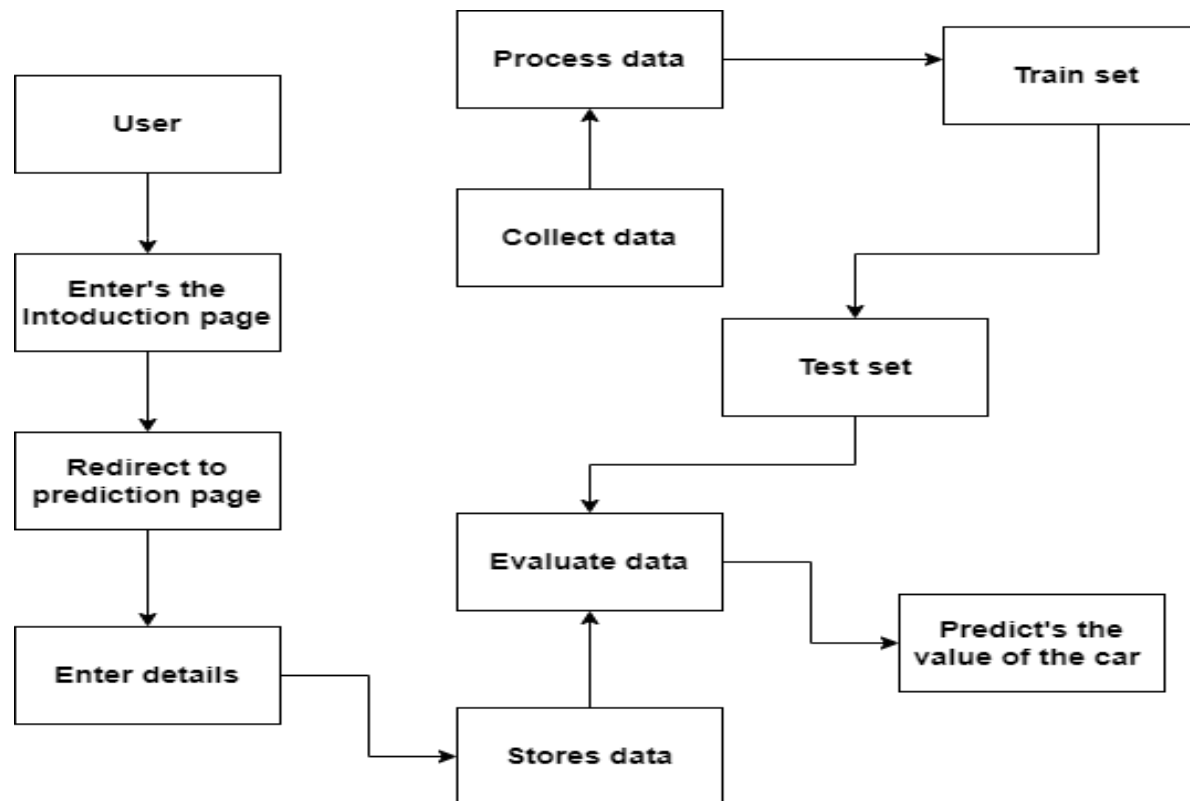 User
Enter's the
Intoduction page
Redirect to
prediction page
Enter details
Process data
Train set
Collect data
Test set
Evaluate data
Predict's the
value of the car
Stores data